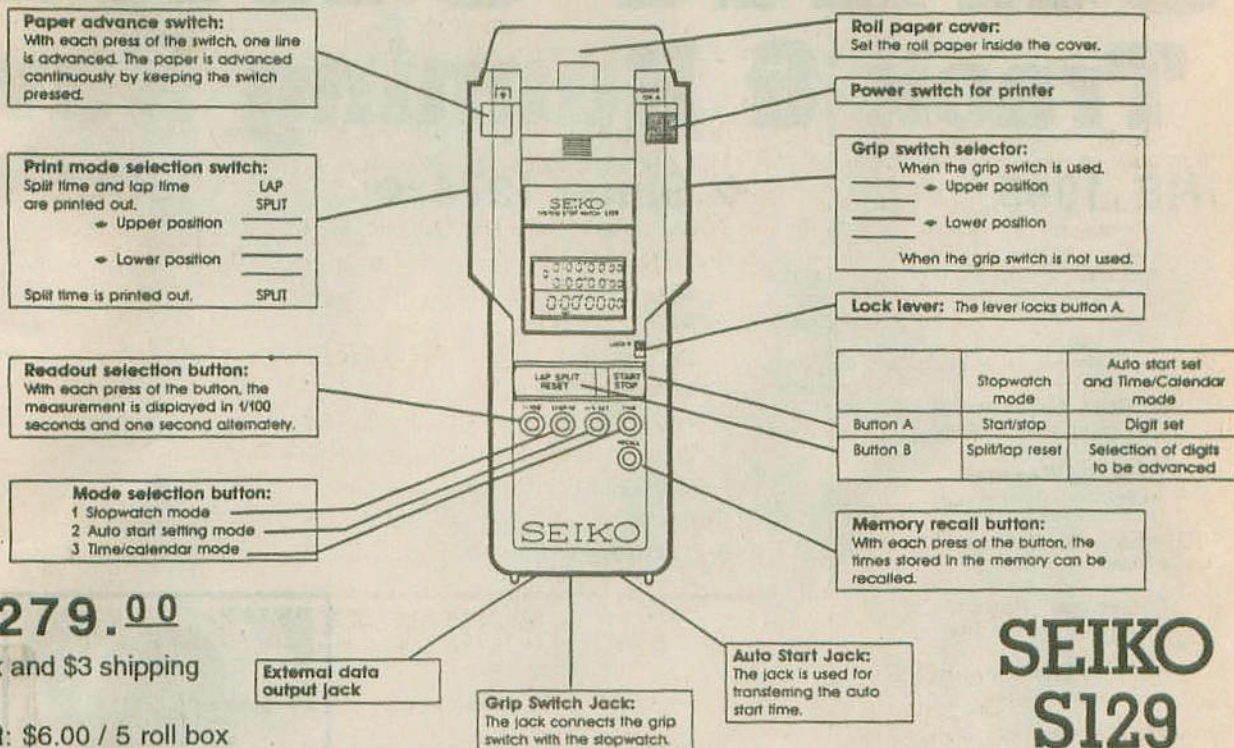 Paper advance switch:
With each press of the switch, one line
is advanced. The paper is advanced
continuously by keeping the switch
pressed.
Print mode selection switch:
Split time and lap time LAP
are printed out. SPLIT
Upper position
Lower position
Split time is printed out. SPLIT
Readout selection button:
With each press of the button, the
measurement is displayed in 1/100
seconds and one second alternately.
Mode selection button:
1 Stopwatch mode
2 Auto start setting mode
3 Time/calendar mode
279.00
and $3 shipping
$6.00 / 5 roll box
External data
output jack
POWER
SEIKO
LAP SPLIT
RESET
START
STOP
RECALL
SEIKO
Grip Switch Jack:
The jack connects the grip
switch with the stopwatch.
Auto Start Jack:
The jack is used for
transferring the auto
start time.
Roll paper cover:
Set the roll paper inside the cover.
Power switch for printer
Grip switch selector:
When the grip switch is used.
Upper position
Lower position
When the grip switch is not used.
Lock lever: The lever locks button A.
Stopwatch mode
Auto start set and Time/Calendar mode
Button A Start/stop Digit set
Button B Split/lap reset Selection of digits
to be advanced
Memory recall button:
With each press of the button, the
times stored in the memory can be
recalled.
SEIKO
S129